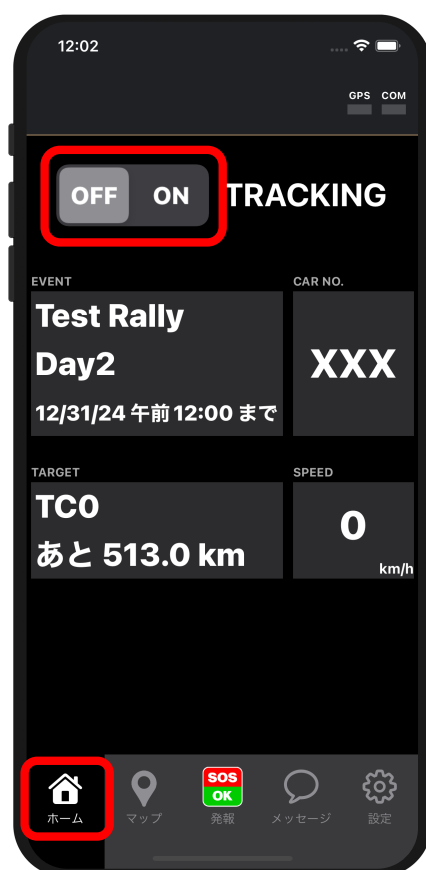 12:02
GPS COM
OFF ON TRACKING
EVENT CAR NO.
Test Rally
Day2
XXX
12/31/24 午前12:00 まで
TARGET SPEED
TC0
0
あと 513.0 km
km/h
SOS
OK
ホーム マップ 発報 メッセージ 設定